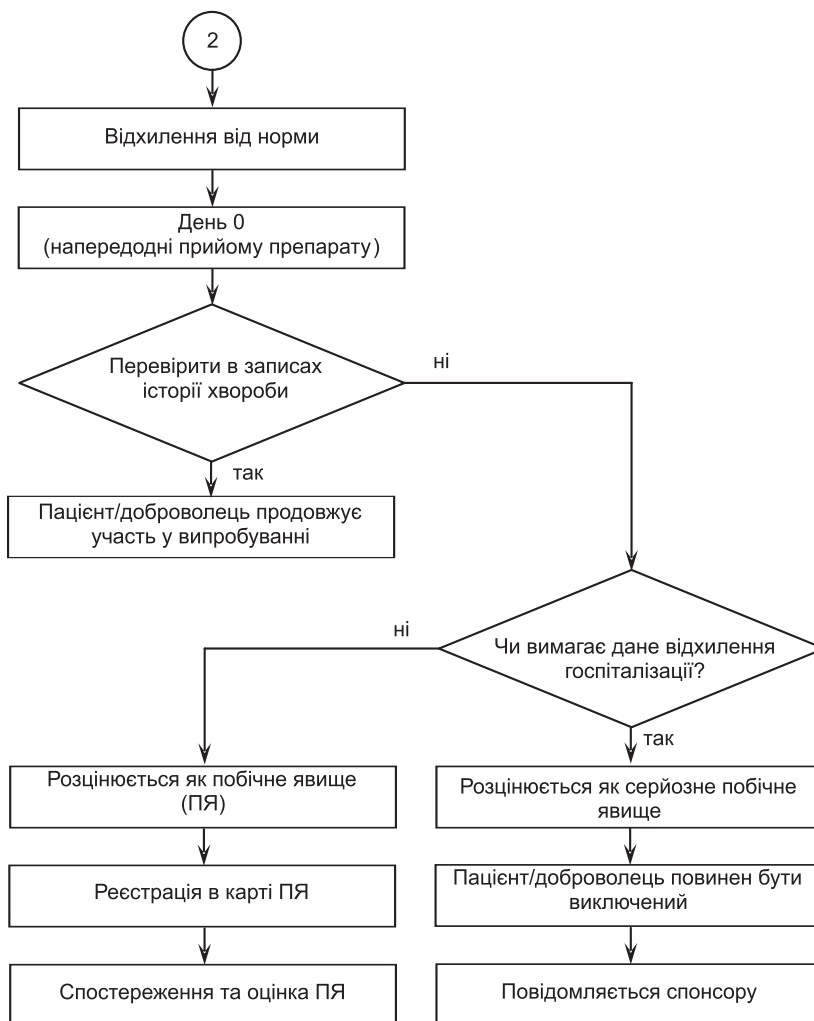 2
Відхилення від норми
День 0
(напередодні прийому препарату)
Перевірити в записах
історії хвороби
ні
так
Пацієнт/доброволець продовжує
участь у випробуванні
ні
Чи вимагає дане відхилення
госпіталізації?
так
Розцінюється як побічне явище
(ПЯ)
Розцінюється як серйозне побічне
явище
Реєстрація в карті ПЯ
Пацієнт/доброволець повинен бути
виключений
Спостереження та оцінка ПЯ
Повідомляється спонсору